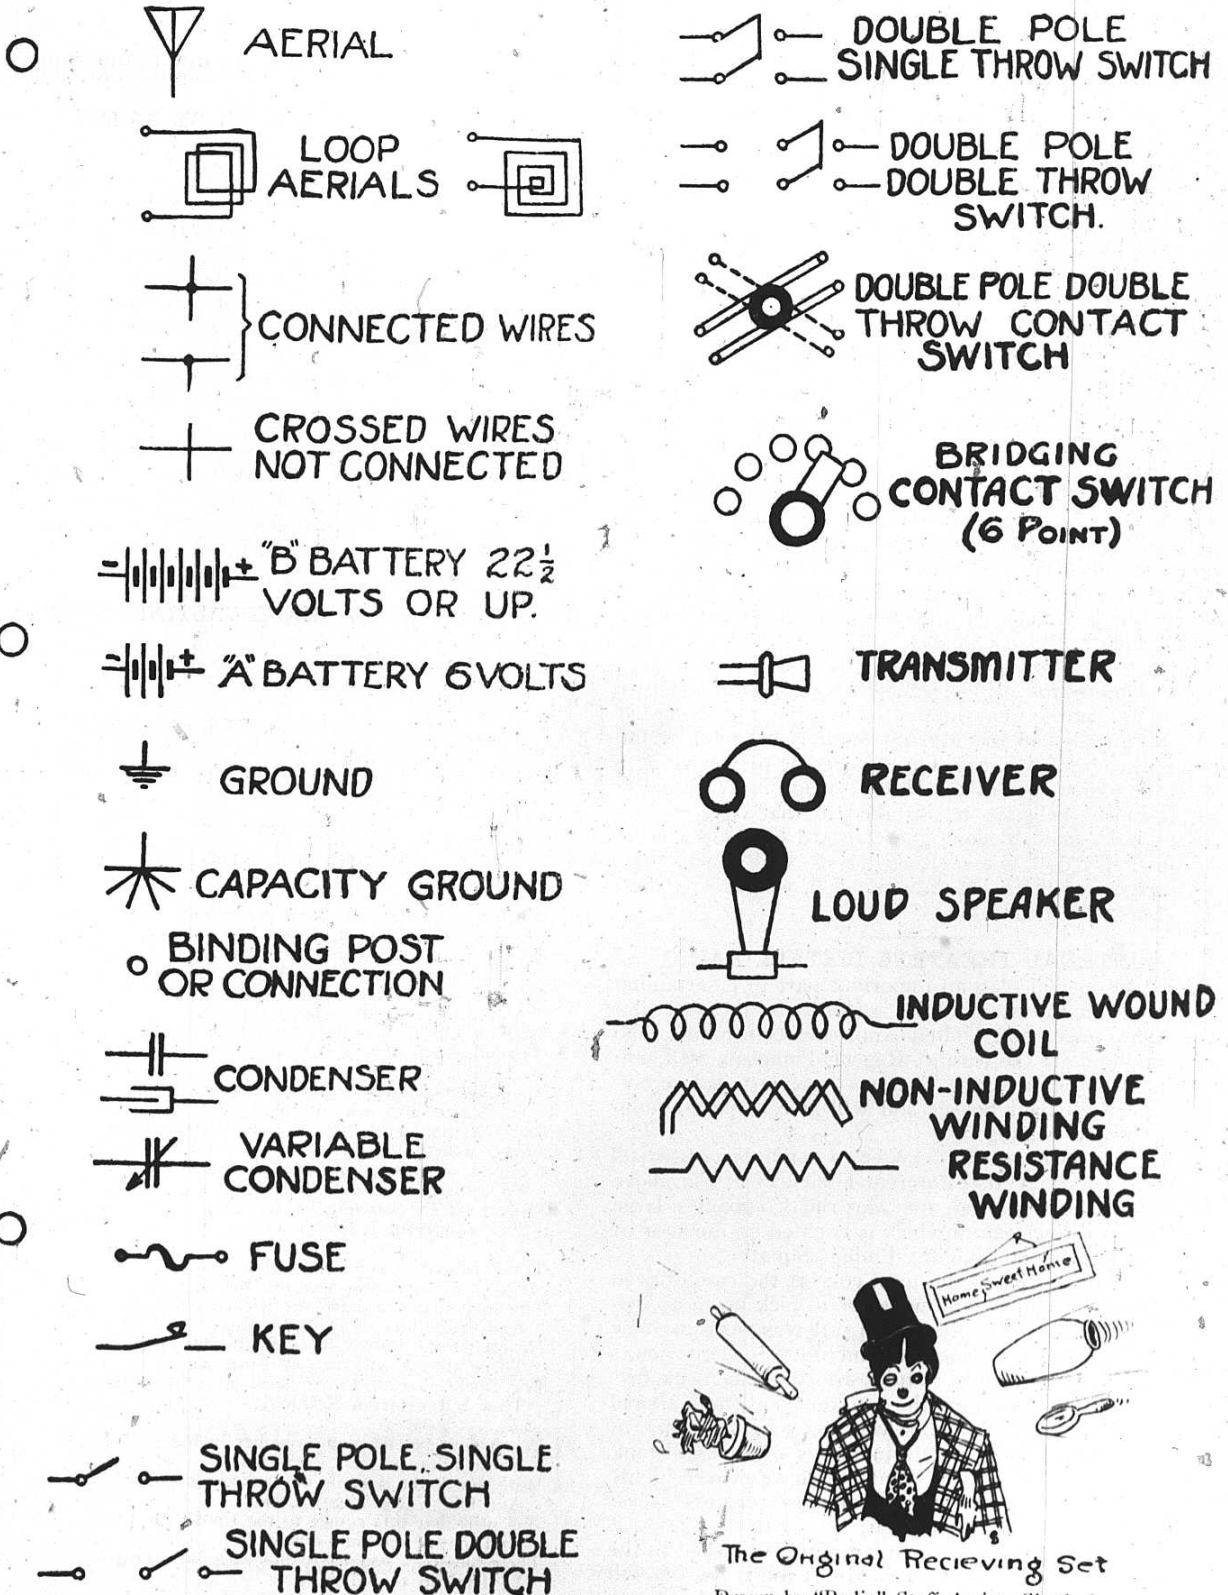 AERIAL
LOOP
AERIALS
CONNECTED WIRES
CROSSED WIRES
NOT CONNECTED
"B" BATTERY 22½
VOLTS OR UP.
"A" BATTERY 6 VOLTS
GROUND
CAPACITY GROUND
BINDING POST
OR CONNECTION
CONDENSER
VARIABLE
CONDENSER
FUSE
KEY
SINGLE POLE, SINGLE
THROW SWITCH
SINGLE POLE DOUBLE
THROW SWITCH
DOUBLE POLE
SINGLE THROW SWITCH
DOUBLE POLE
DOUBLE THROW
SWITCH.
DOUBLE POLE DOUBLE
THROW CONTACT
SWITCH
BRIDGING
CONTACT SWITCH
(6 POINT)
TRANSMITTER
RECEIVER
LOUD SPEAKER
INDUCTIVE WOUND
COIL
NON-INDUCTIVE
WINDING
RESISTANCE
WINDING
Home, Sweet Home
The Original Recieving Set